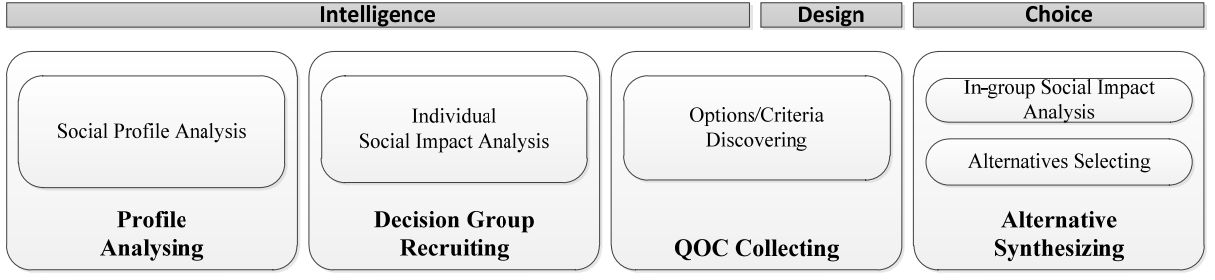 Intelligence
Design
Choice
Social Profile Analysis
Profile
Analysing
Individual
Social Impact Analysis
Decision Group
Recruiting
Options/Criteria
Discovering
QOC Collecting
In-group Social Impact
Analysis
Alternatives Selecting
Alternative
Synthesizing